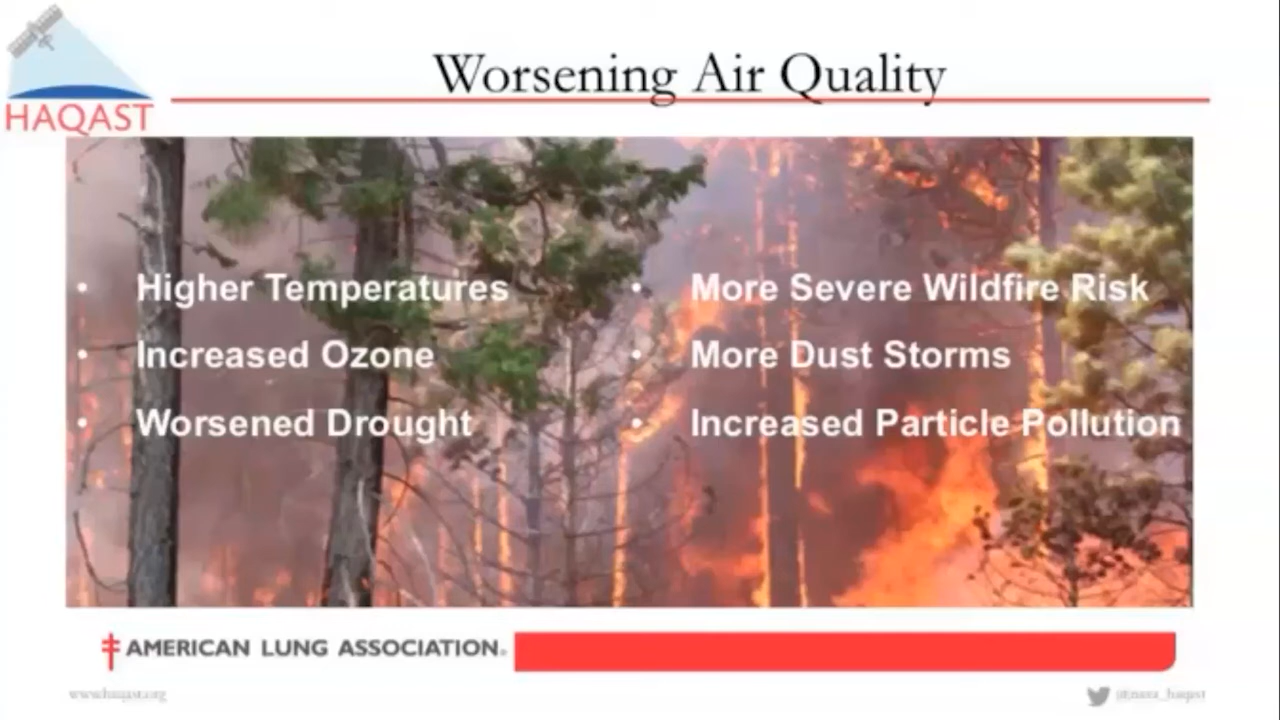 HAQAST
Worsening Air Quality
• Higher Temperatures
• Increased Ozone
• Worsened Drought
• More Severe Wildfire Risk
• More Dust Storms
• Increased Particle Pollution
AMERICAN LUNG ASSOCIATION®
www.haqast.org
@nasa_haqast